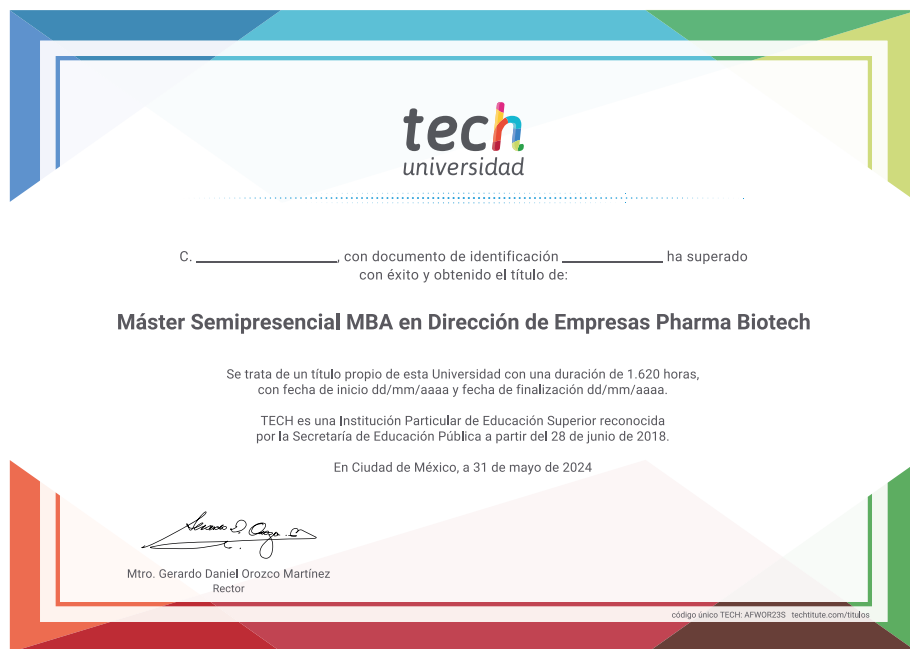 tech
universidad
C. ____________, con documento de identificación ____________ ha superado
con éxito y obtenido el título de:
Máster Semipresencial MBA en Dirección de Empresas Pharma Biotech
Se trata de un título propio de esta Universidad con una duración de 1.620 horas,
con fecha de inicio dd/mm/aaaa y fecha de finalización dd/mm/aaaa.
TECH es una Institución Particular de Educación Superior reconocida
por la Secretaría de Educación Pública a partir del 28 de junio de 2018.
En Ciudad de México, a 31 de mayo de 2024
Mtro. Gerardo Daniel Orozco Martínez
Rector
código único TECH: AFWOR23S techtitute.com/titulos